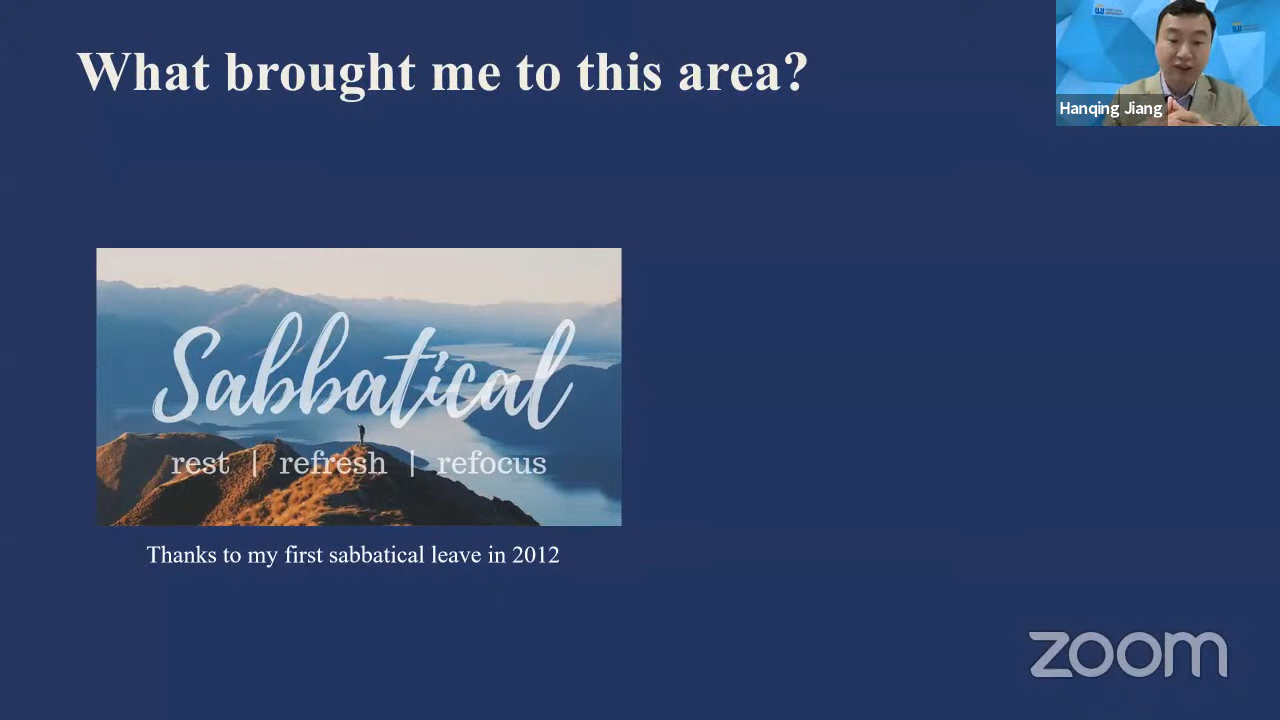 What brought me to this area?
Hanqing Jiang
Sabbatical
rest | refresh | refocus
Thanks to my first sabbatical leave in 2012
zoom